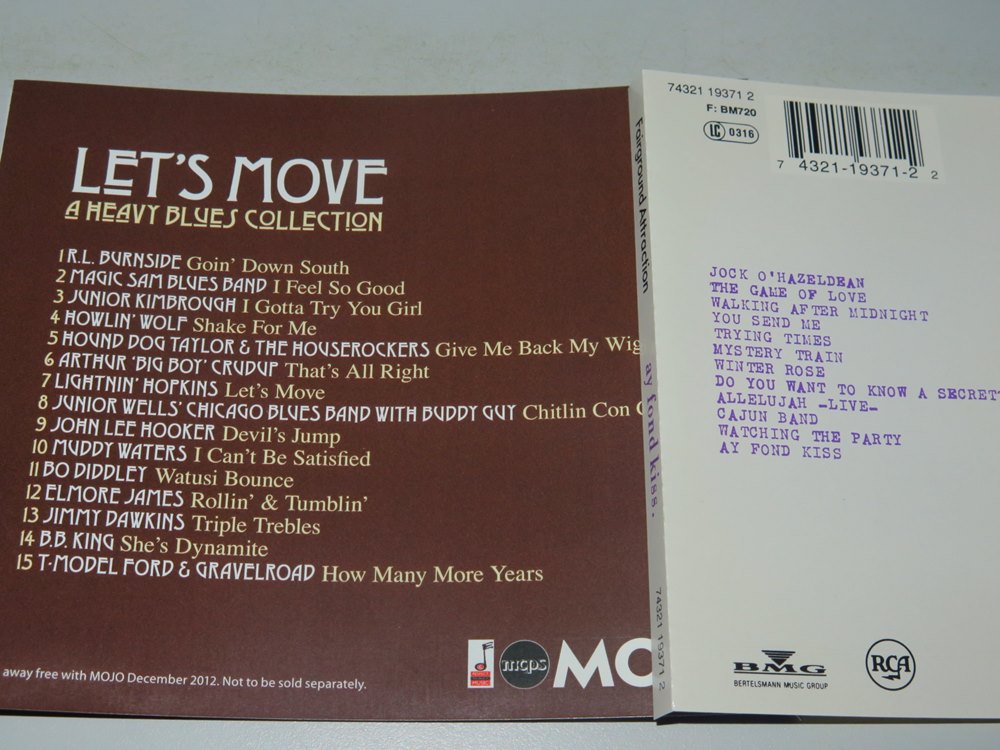 LET'S MOVE
A HEAVY BLUES COLLECTION
1 R.L. BURNSIDE Goin' Down South
2 MAGIC SAM BLUES BAND I Feel So Good
3 JUNIOR KIMBROUGH I Gotta Try You Girl
4 HOWLIN' WOLF Shake For Me
5 HOUND DOG TAYLOR & THE HOUSEROCKERS Give Me Back My Wig
6 ARTHUR 'BIG BOY' CRUDUP That's All Right
7 LIGHTNIN' HOPKINS Let's Move
8 JUNIOR WELLS' CHICAGO BLUES BAND WITH BUDDY GUY Chitlin Con
9 JOHN LEE HOOKER Devil's Jump
10 MUDDY WATERS I Can't Be Satisfied
11 BO DIDDLEY Watusi Bounce
12 ELMORE JAMES Rollin' & Tumblin'
13 JIMMY DAWKINS Triple Trebles
14 B.B. KING She's Dynamite
15 T-MODEL FORD & GRAVELROAD How Many More Years
away free with MOJO December 2012. Not to be sold separately.
mcps
MO
Fairground Attraction
ay fond kiss.
74321 19371 2
74321 19371 2
F: BM720
LC 0316
7 4321-19371-2 2
JOCK O'HAZELDEAN
THE GAME OF LOVE
WALKING AFTER MIDNIGHT
YOU SEND ME
TRYING TIMES
MYSTERY TRAIN
WINTER ROSE
DO YOU WANT TO KNOW A SECRET
ALLELUJAH -LIVE-
CAJUN BAND
WATCHING THE PARTY
AY FOND KISS
BMG
BERTELSMANN MUSIC GROUP
RCA